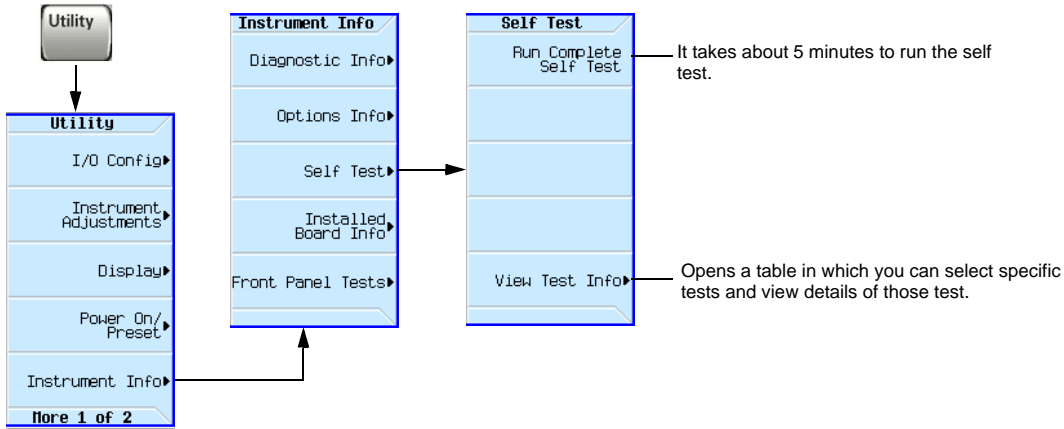 Utility
Utility
I/O Config
Instrument
Adjustments
Display
Power On/
Preset
Instrument Info
More 1 of 2
Instrument Info
Diagnostic Info
Options Info
Self Test
Installed
Board Info
Front Panel Tests
Self Test
Run Complete
Self Test
View Test Info
It takes about 5 minutes to run the self
test.
Opens a table in which you can select specific
tests and view details of those test.